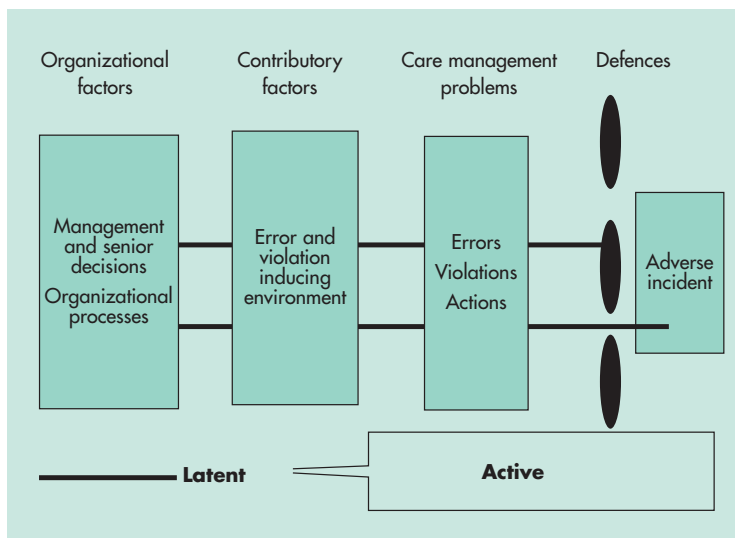 Organizational
factors
Contributory
factors
Care management
problems
Defences
Management
and senior
decisions
Organizational
processes
Error and
violation
inducing
environment
Errors
Violations
Actions
Adverse
incident
Latent
Active